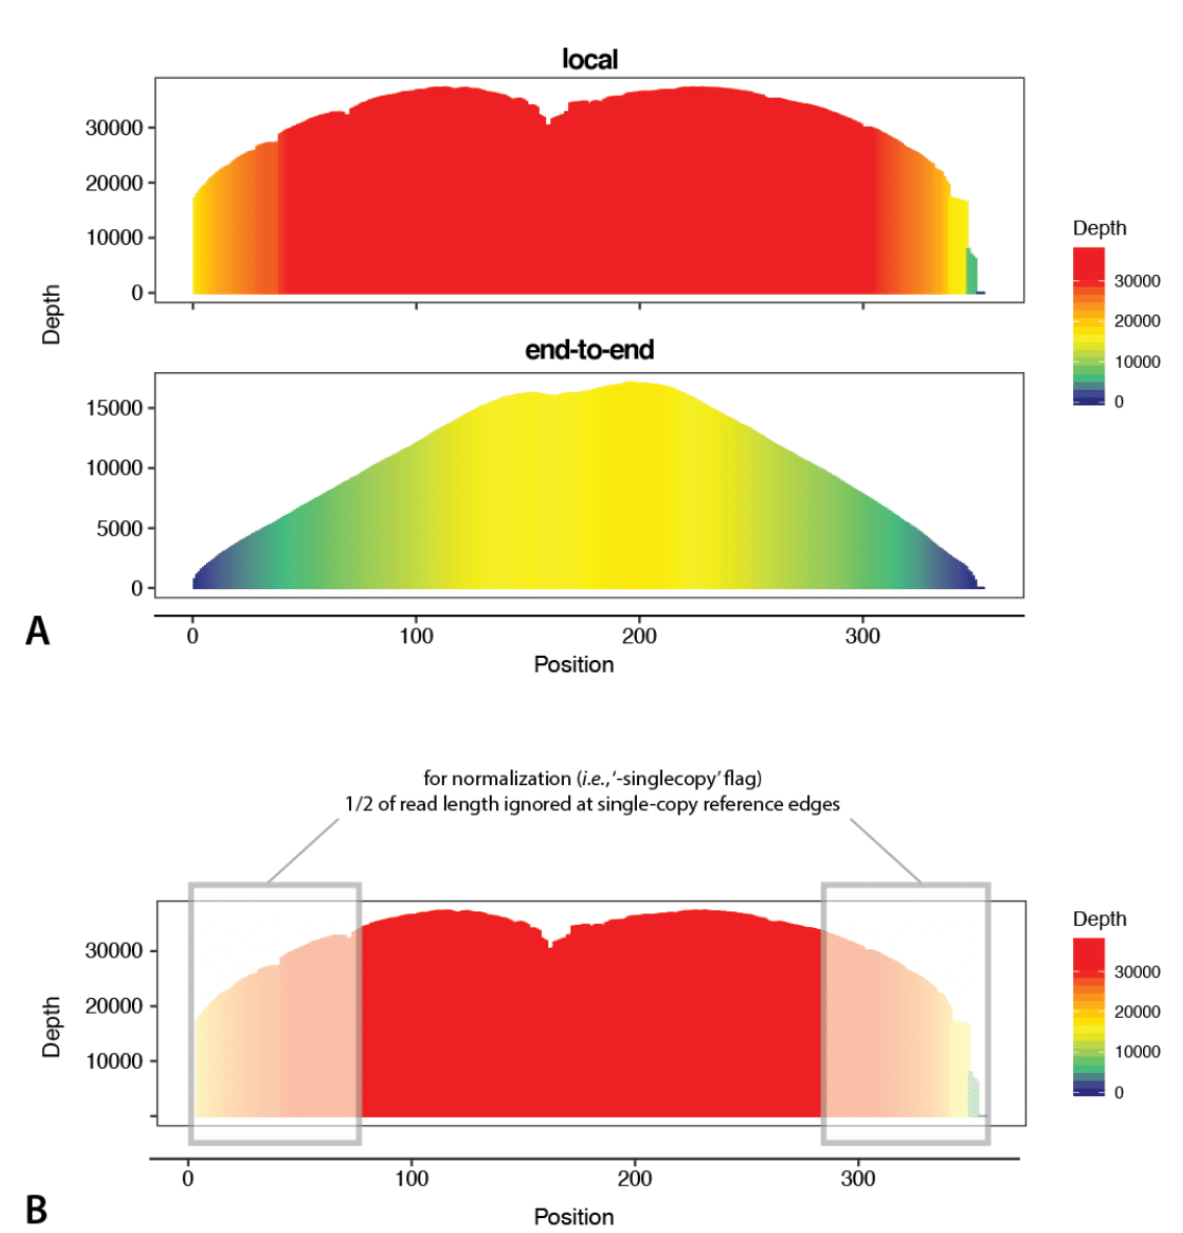 local
30000
20000
10000
0
Depth
Depth
30000
20000
10000
0
end-to-end
15000
10000
5000
0
A
0 100 200 300
Position
for normalization (i.e., ‘-singlecopy’ flag)
1/2 of read length ignored at single-copy reference edges
30000
20000
10000
Depth
Depth
30000
20000
10000
0
0 100 200 300
B
Position